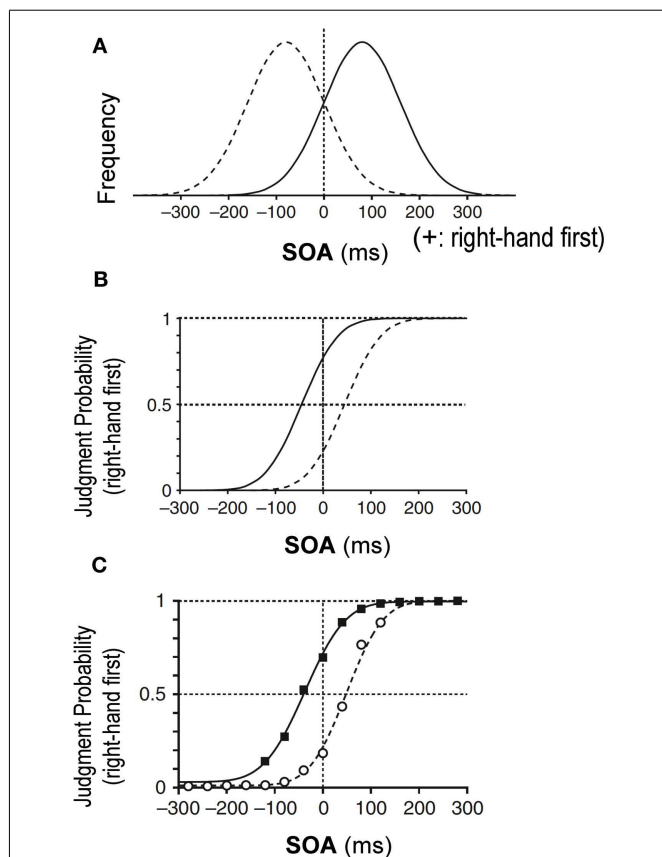 A
Frequency
−300 −200 −100 0 100 200 300
SOA (ms)
(+: right-hand first)
B
Judgment Probability
(right-hand first)
1
0.5
0
−300 −200 −100 0 100 200 300
SOA (ms)
C
Judgment Probability
(right-hand first)
1
0.5
0
−300 −200 −100 0 100 200 300
SOA (ms)